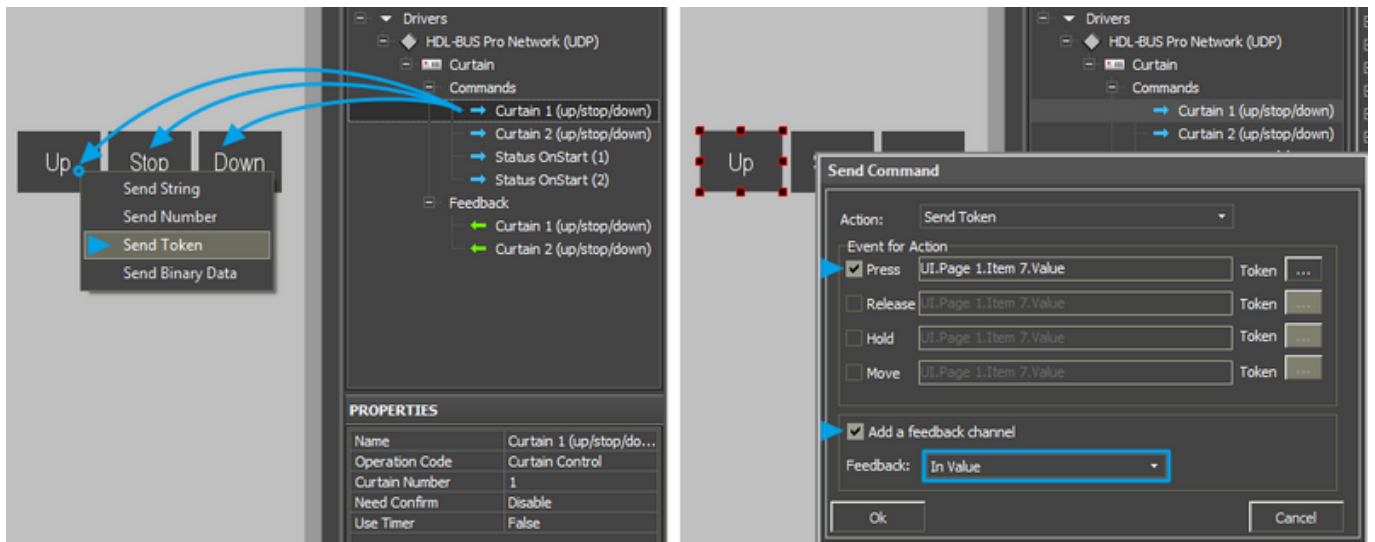 Drivers
HDL-BUS Pro Network (UDP)
Curtain
Commands
Curtain 1 (up/stop/down)
Curtain 2 (up/stop/down)
Status OnStart (1)
Status OnStart (2)
Feedback
Curtain 1 (up/stop/down)
Curtain 2 (up/stop/down)
Up Stop Down
Send String
Send Number
Send Token
Send Binary Data
PROPERTIES
Name Curtain 1 (up/stop/do...
Operation Code Curtain Control
Curtain Number 1
Need Confirm Disable
Use Timer False
Drivers
HDL-BUS Pro Network (UDP)
Curtain
Commands
Curtain 1 (up/stop/down)
Curtain 2 (up/stop/down)
Up
Send Command
Action: Send Token
Event for Action
Press UI.Page 1.Item 7.Value Token ...
Release UI.Page 1.Item 7.Value Token ...
Hold UI.Page 1.Item 7.Value Token ...
Move UI.Page 1.Item 7.Value Token ...
Add a feedback channel
Feedback: In Value
Ok Cancel